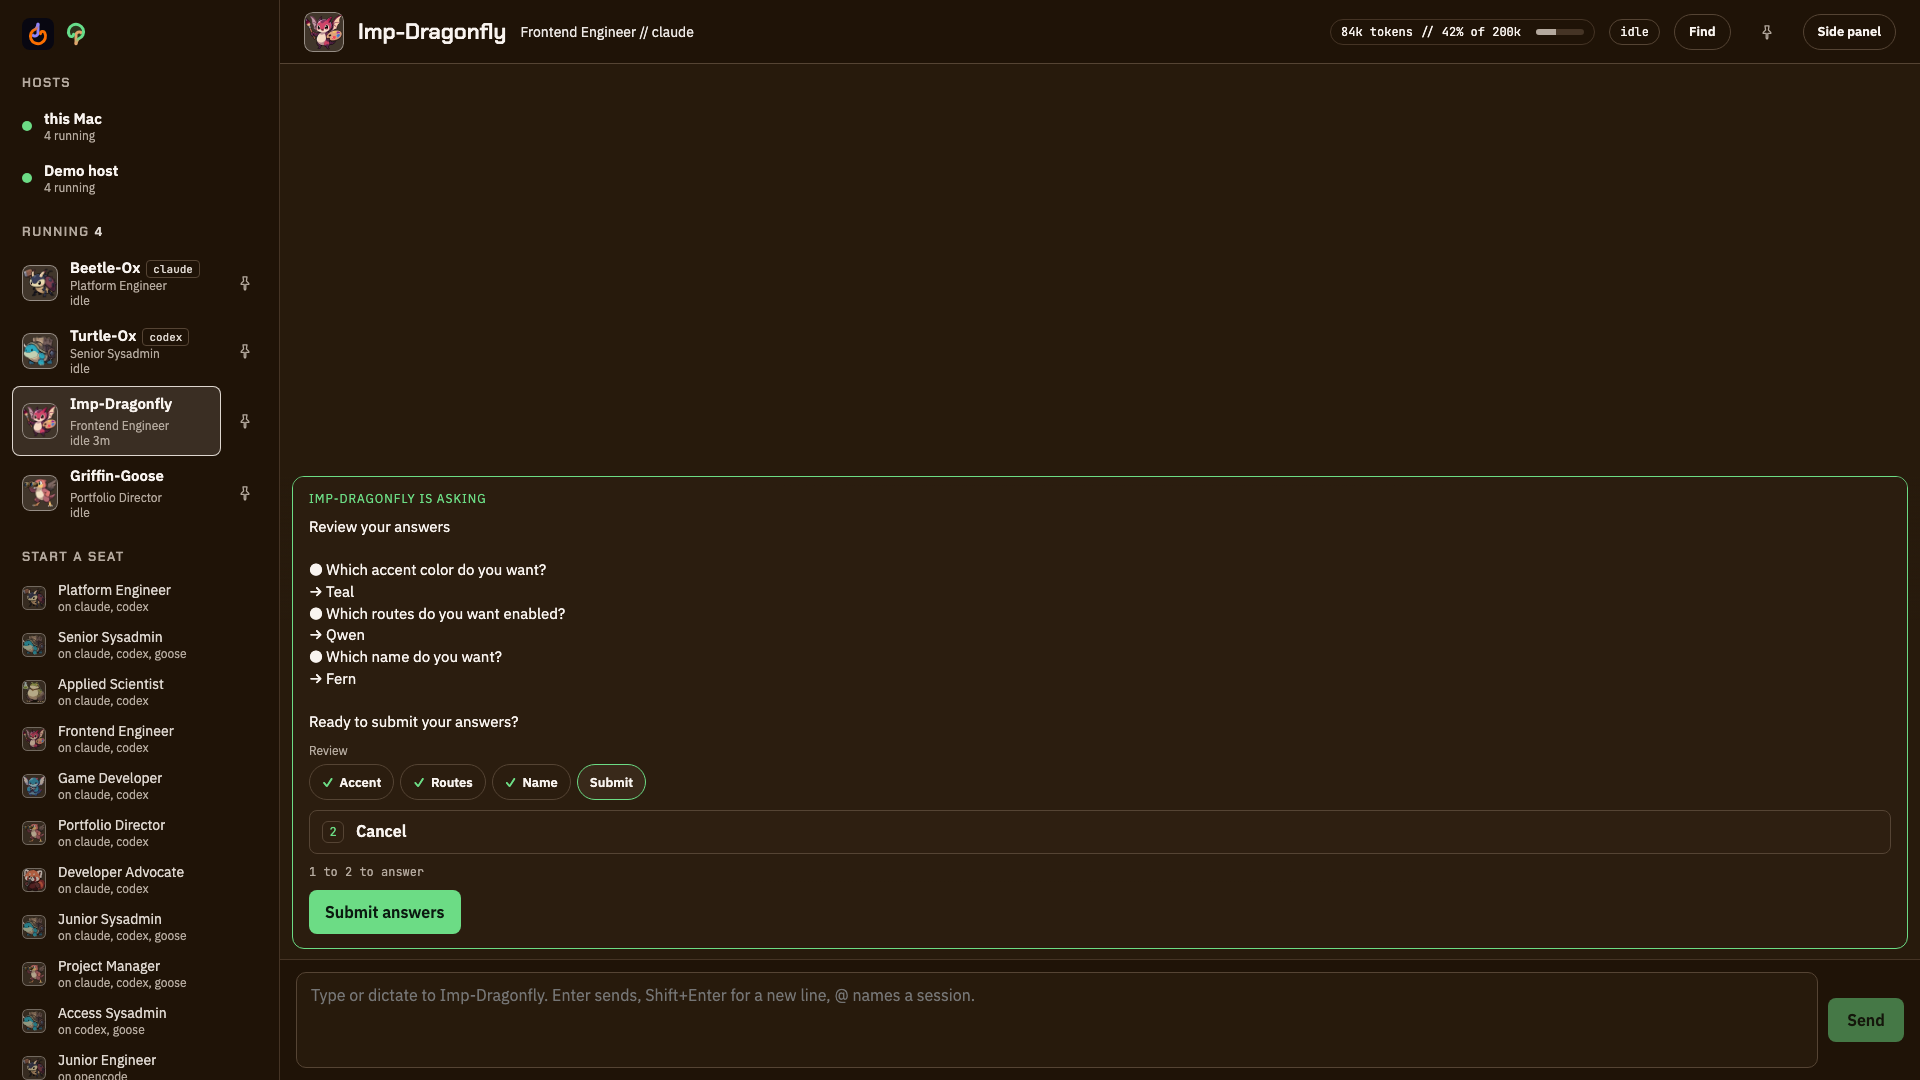 HOSTS
this Mac
4 running
Demo host
4 running
RUNNING 4
Beetle-Ox claude
Platform Engineer
idle
Turtle-Ox codex
Senior Sysadmin
idle
Imp-Dragonfly
Frontend Engineer
idle 3m
Griffin-Goose
Portfolio Director
idle
START A SEAT
Platform Engineer
on claude, codex
Senior Sysadmin
on claude, codex, goose
Applied Scientist
on claude, codex
Frontend Engineer
on claude, codex
Game Developer
on claude, codex
Portfolio Director
on claude, codex
Developer Advocate
on claude, codex
Junior Sysadmin
on claude, codex, goose
Project Manager
on claude, codex, goose
Access Sysadmin
on codex, goose
Junior Engineer
on opencode
Imp-Dragonfly Frontend Engineer // claude
84k tokens // 42% of 200k
idle
Find
Side panel
IMP-DRAGONFLY IS ASKING
Review your answers
● Which accent color do you want?
→ Teal
● Which routes do you want enabled?
→ Qwen
● Which name do you want?
→ Fern
Ready to submit your answers?
Review
✓ Accent ✓ Routes ✓ Name Submit
2 Cancel
1 to 2 to answer
Submit answers
Type or dictate to Imp-Dragonfly. Enter sends, Shift+Enter for a new line, @ names a session.
Send